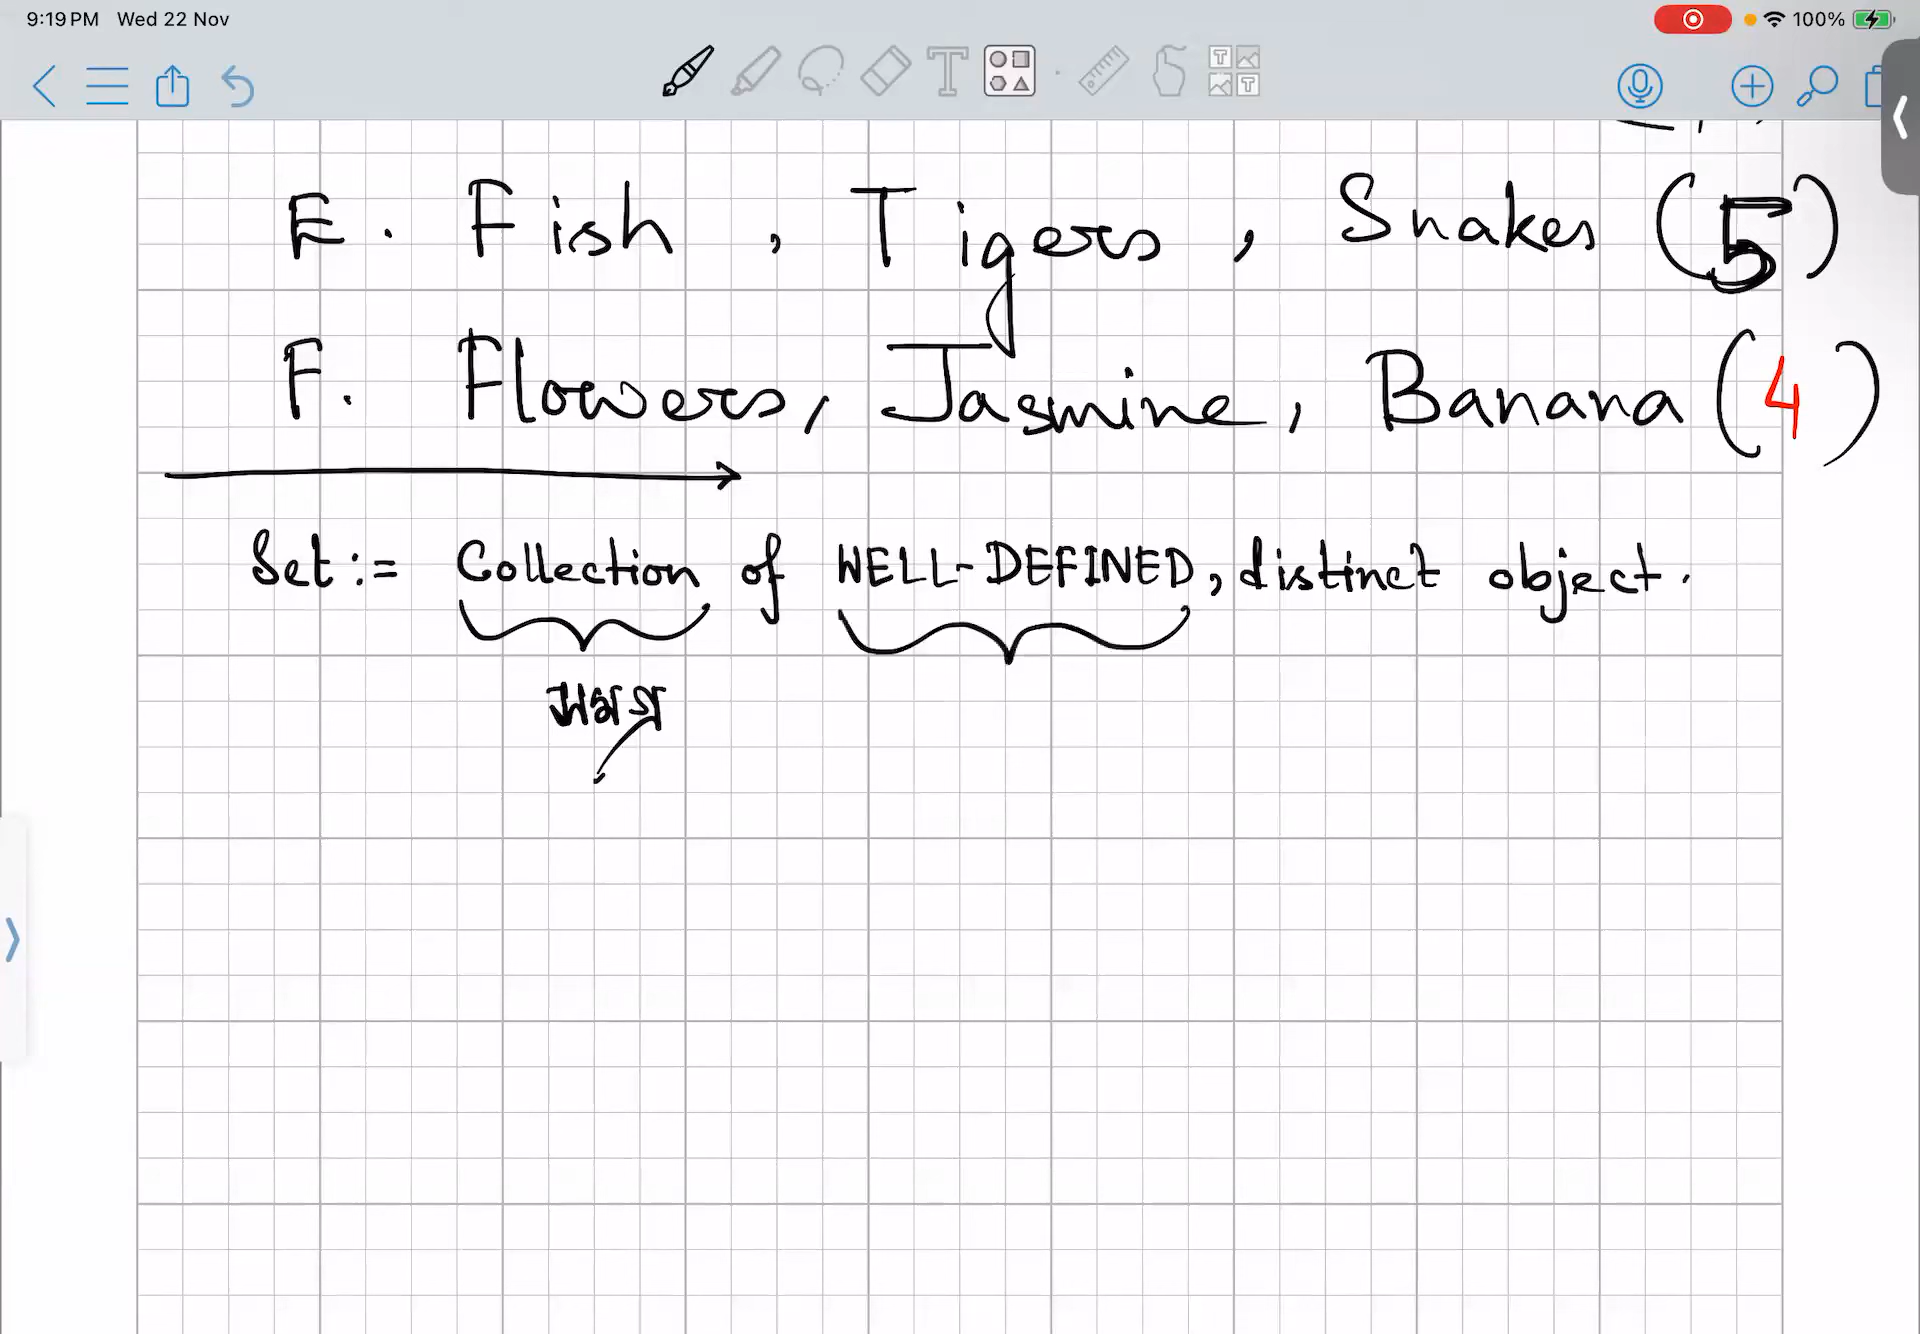 9:19 PM Wed 22 Nov 100%
E. Fish, Tigers, Snakes (5)
F. Flowers, Jasmine, Banana (4)
Set := Collection of WELL-DEFINED, distinct object.